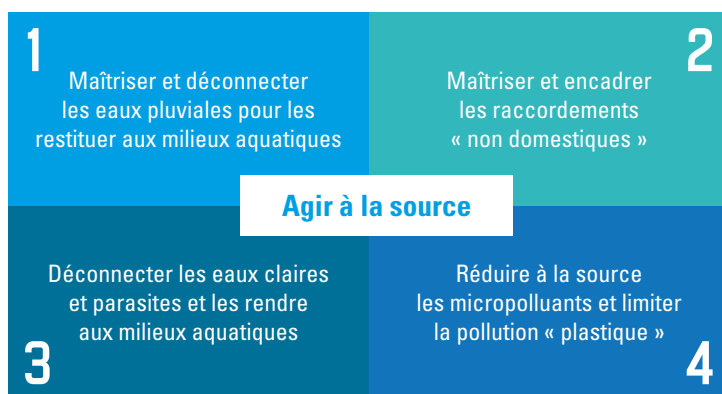 1
Maîtriser et déconnecter
les eaux pluviales pour les
restituer aux milieux aquatiques
2
Maîtriser et encadrer
les raccordements
« non domestiques »
Agir à la source
Déconnecter les eaux claires
et parasites et les rendre
aux milieux aquatiques
3
Réduire à la source
les micropolluants et limiter
la pollution « plastique »
4